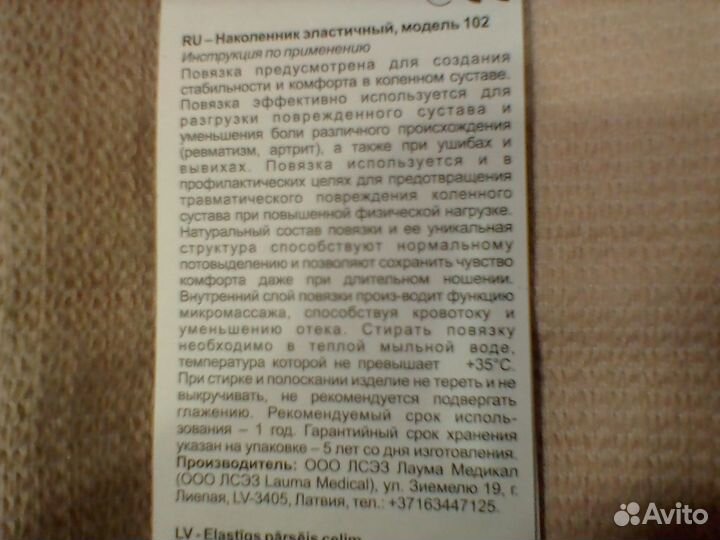 RU – Наколенник эластичный, модель 102
Инструкция по применению
Повязка предусмотрена для создания
стабильности и комфорта в коленном суставе.
Повязка эффективно используется для
разгрузки поврежденного сустава и
уменьшения боли различного происхождения
(ревматизм, артрит), а также при ушибах и
вывихах. Повязка используется и в
профилактических целях для предотвращения
травматического повреждения коленного
сустава при повышенной физической нагрузке.
Натуральный состав повязки и ее уникальная
структура способствуют нормальному
потовыделению и позволяют сохранить чувство
комфорта даже при длительном ношении.
Внутренний слой повязки произ-водит функцию
микромассажа, способствуя кровотоку и
уменьшению отека. Стирать повязку
необходимо в теплой мыльной воде,
температура которой не превышает +35°C.
При стирке и полоскании изделие не тереть и не
выкручивать, не рекомендуется подвергать
глажению. Рекомендуемый срок исполь-
зования – 1 год. Гарантийный срок хранения
указан на упаковке – 5 лет со дня изготовления.
Производитель: ООО ЛСЭЗ Лаума Медикал
(ООО ЛСЭЗ Lauma Medical), ул. Зиемелю 19, г.
Лиепая, LV-3405, Латвия, тел.: +37163447125.
LV - Elastīgs pārsējs celim
Avito